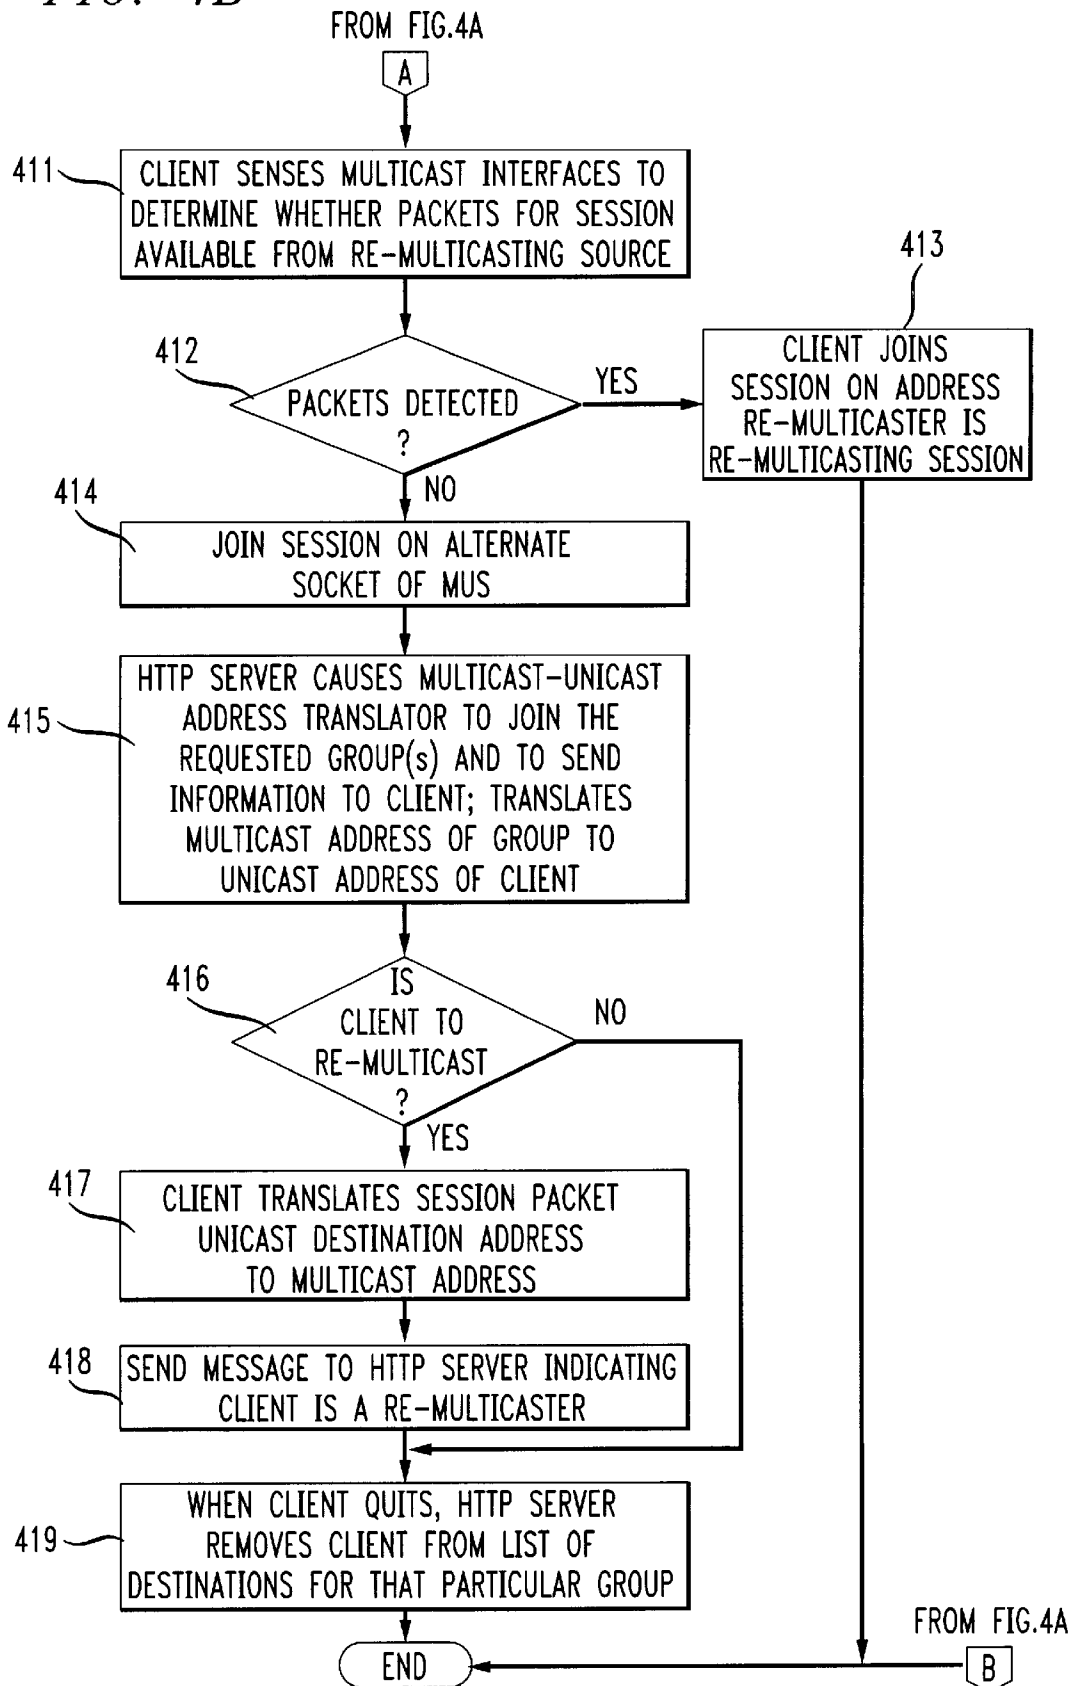 FIG. 4B
FROM FIG.4A
A
411
CLIENT SENSES MULTICAST INTERFACES TO
DETERMINE WHETHER PACKETS FOR SESSION
AVAILABLE FROM RE-MULTICASTING SOURCE
412
PACKETS DETECTED
?
YES
NO
413
CLIENT JOINS
SESSION ON ADDRESS
RE-MULTICASTER IS
RE-MULTICASTING SESSION
414
JOIN SESSION ON ALTERNATE
SOCKET OF MUS
415
HTTP SERVER CAUSES MULTICAST-UNICAST
ADDRESS TRANSLATOR TO JOIN THE
REQUESTED GROUP(s) AND TO SEND
INFORMATION TO CLIENT; TRANSLATES
MULTICAST ADDRESS OF GROUP TO
UNICAST ADDRESS OF CLIENT
416
IS
CLIENT TO
RE-MULTICAST
?
NO
YES
417
CLIENT TRANSLATES SESSION PACKET
UNICAST DESTINATION ADDRESS
TO MULTICAST ADDRESS
418
SEND MESSAGE TO HTTP SERVER INDICATING
CLIENT IS A RE-MULTICASTER
419
WHEN CLIENT QUITS, HTTP SERVER
REMOVES CLIENT FROM LIST OF
DESTINATIONS FOR THAT PARTICULAR GROUP
END
FROM FIG.4A
B